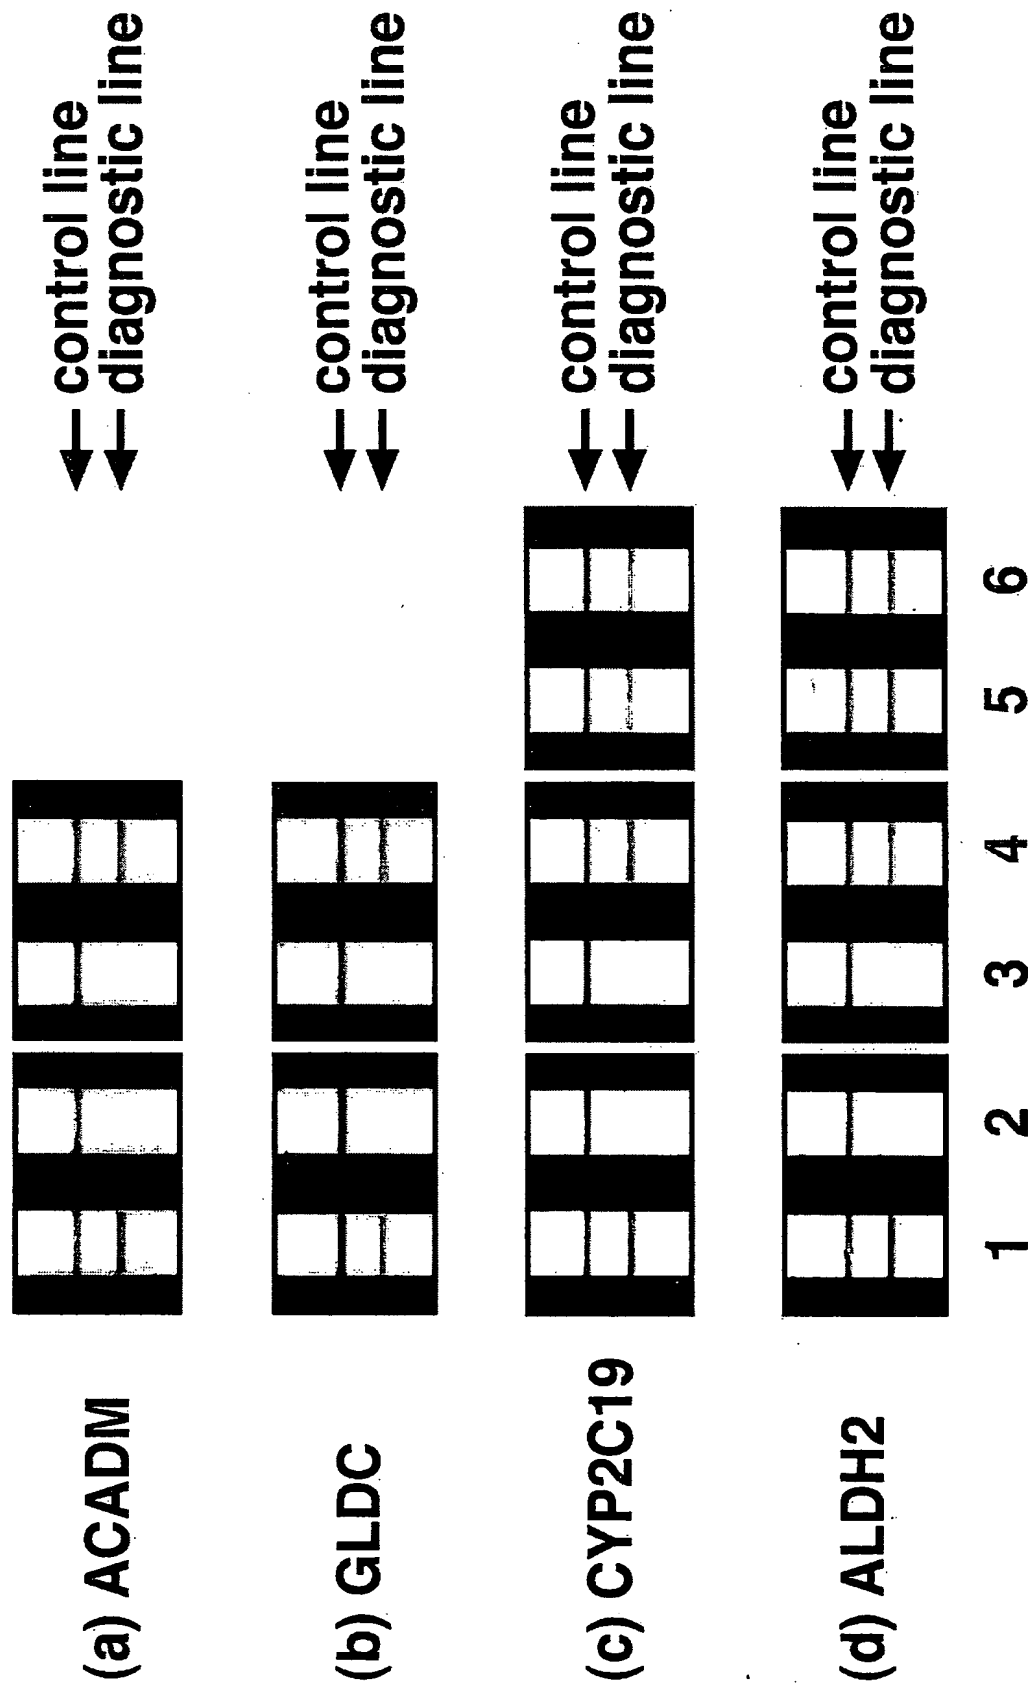 (a) ACADM
control line
diagnostic line
(b) GLDC
control line
diagnostic line
(c) CYP2C19
control line
diagnostic line
(d) ALDH2
control line
diagnostic line
1 2 3 4 5 6